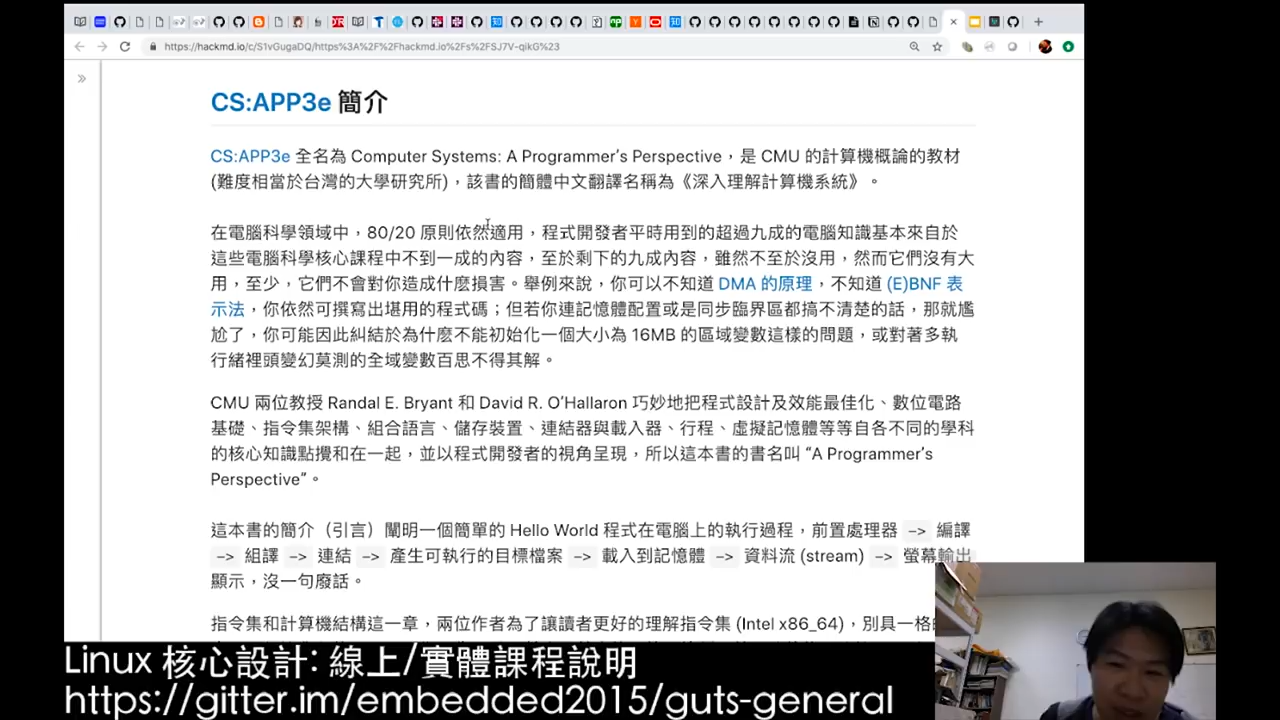 https://hackmd.io/c/S1vGugaDQ/https%3A%2F%2Fhackmd.io%2Fs%2FSJ7V-qikG%23
CS:APP3e 簡介
CS:APP3e 全名為 Computer Systems: A Programmer's Perspective，是 CMU 的計算機概論的教材
(難度相當於台灣的大學研究所)，該書的簡體中文翻譯名稱為《深入理解計算機系統》。
在電腦科學領域中，80/20 原則依然適用，程式開發者平時用到的超過九成的電腦知識基本來自於
這些電腦科學核心課程中不到一成的內容，至於剩下的九成內容，雖然不至於沒用，然而它們沒有大
用，至少，它們不會對你造成什麼損害。舉例來說，你可以不知道 DMA 的原理，不知道 (E)BNF 表
示法，你依然可撰寫出堪用的程式碼；但若你連記憶體配置或是同步臨界區都搞不清楚的話，那就尷
尬了，你可能因此糾結於為什麼不能初始化一個大小為 16MB 的區域變數這樣的問題，或對著多執
行緒裡頭變幻莫測的全域變數百思不得其解。
CMU 兩位教授 Randal E. Bryant 和 David R. O'Hallaron 巧妙地把程式設計及效能最佳化、數位電路
基礎、指令集架構、組合語言、儲存裝置、連結器與載入器、行程、虛擬記憶體等等自各不同的學科
的核心知識點攪和在一起，並以程式開發者的視角呈現，所以這本書的書名叫 “A Programmer's
Perspective“。
這本書的簡介（引言）闡明一個簡單的 Hello World 程式在電腦上的執行過程，前置處理器 –> 編譯
–> 組譯 –> 連結 –> 產生可執行的目標檔案 –> 載入到記憶體 –> 資料流 (stream) –> 螢幕輸出
顯示，沒一句廢話。
指令集和計算機結構這一章，兩位作者為了讓讀者更好的理解指令集 (Intel x86_64)，別具一格
Linux 核心設計: 線上/實體課程說明
https://gitter.im/embedded2015/guts-general